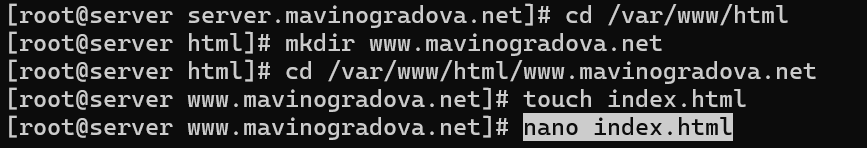 [root@server server.mavinogradova.net]# cd /var/www/html
[root@server html]# mkdir www.mavinogradova.net
[root@server html]# cd /var/www/html/www.mavinogradova.net
[root@server www.mavinogradova.net]# touch index.html
[root@server www.mavinogradova.net]# nano index.html